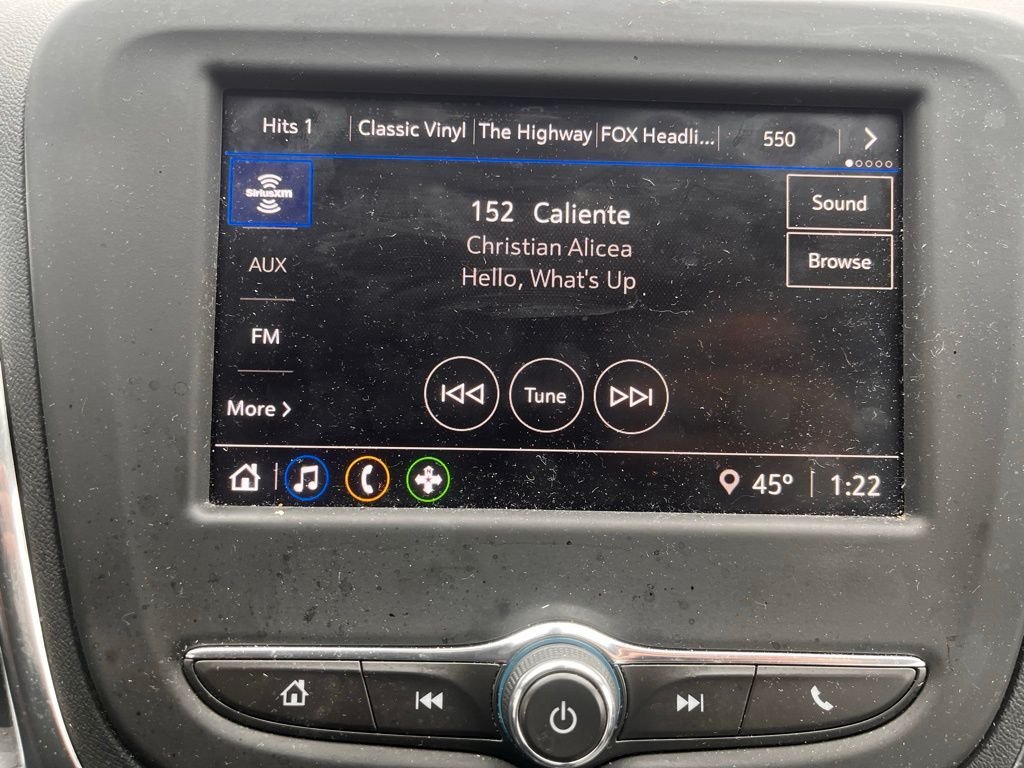 Hits 1 Classic Vinyl The Highway FOX Headli... 550
SiriusXm
Sound
152 Caliente
Christian Alicea
Browse
AUX
Hello, What's Up
FM
Tune
More
N
45° 1:22